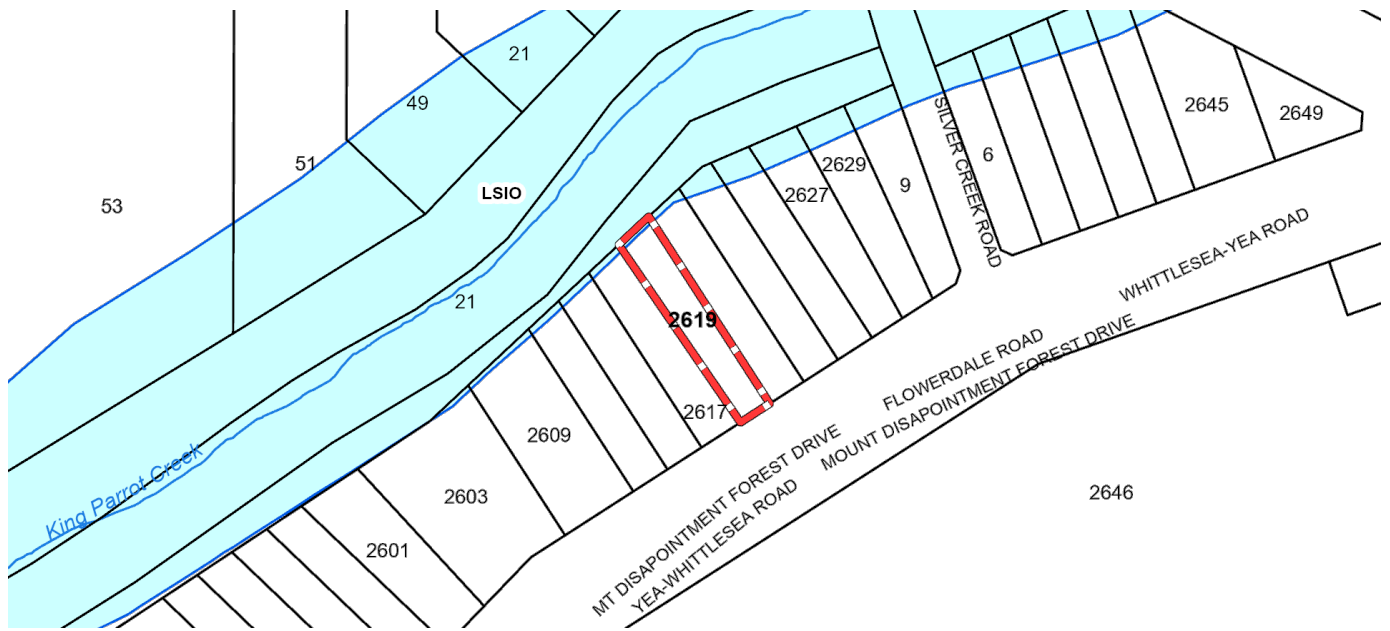 21
49
2645
2649
51
2629
SILVER CREEK ROAD
6
9
LSIO
2627
53
21
2619
WHITTLESEA-YEA ROAD
FLOWERDALE ROAD
MOUNT DISAPOINTMENT FOREST DRIVE
2617
2609
MT DISAPOINTMENT FOREST DRIVE
YEA-WHITTLESEA ROAD
King Parrot Creek
2603
2646
2601